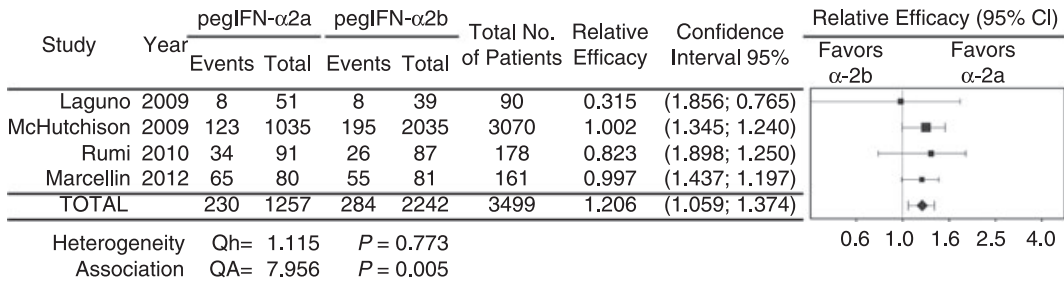 Study Year pegIFN-α2a pegIFN-α2b Total No. of Patients Relative Efficacy Confidence Interval 95% Relative Efficacy (95% CI)
Events Total Events Total Favors α-2b Favors α-2a
Laguno 2009 8 51 8 39 90 0.315 (1.856; 0.765)
McHutchison 2009 123 1035 195 2035 3070 1.002 (1.345; 1.240)
Rumi 2010 34 91 26 87 178 0.823 (1.898; 1.250)
Marcellin 2012 65 80 55 81 161 0.997 (1.437; 1.197)
TOTAL 230 1257 284 2242 3499 1.206 (1.059; 1.374)
0.6 1.0 1.6 2.5 4.0
Heterogeneity Qh= 1.115 P = 0.773
Association QA= 7.956 P = 0.005